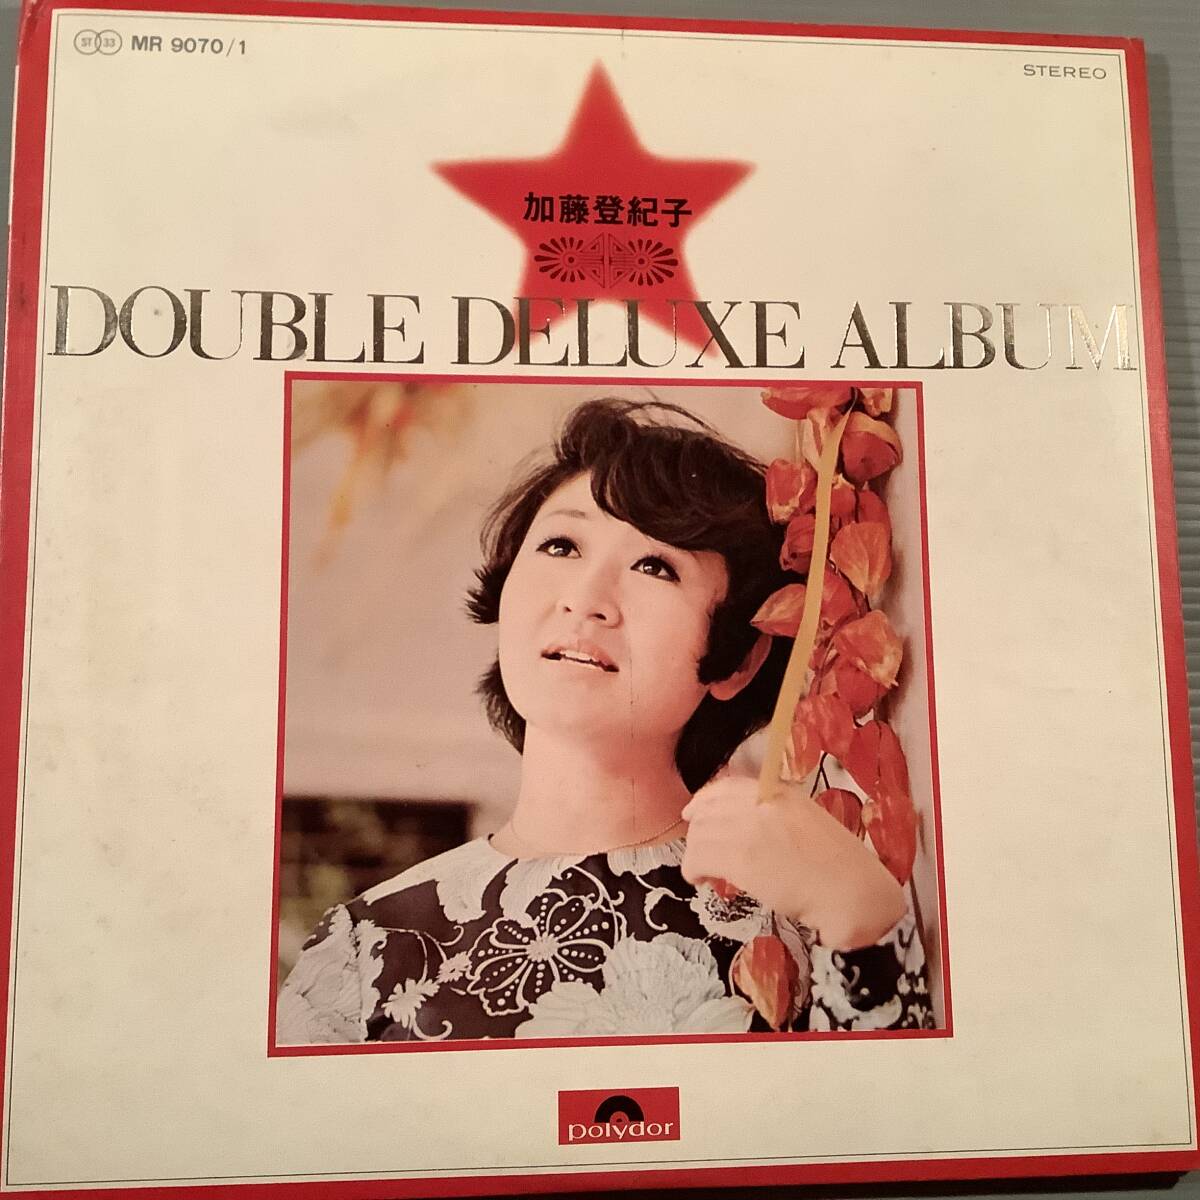 ST 33 MR 9070/1
STEREO
加藤登紀子
DOUBLE DELUXE ALBUM
polydor